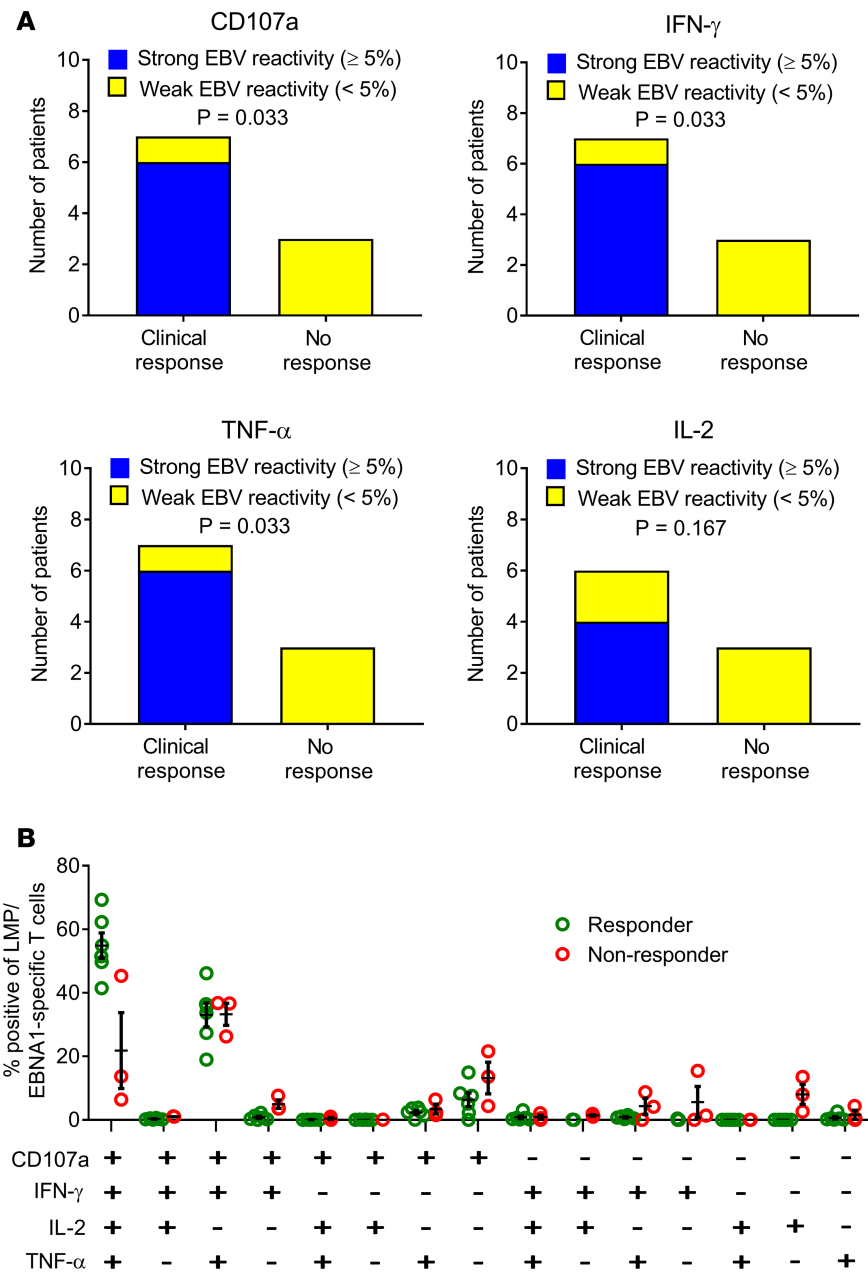 A
CD107a
10
8
6
4
2
0
Number of patients
Strong EBV reactivity (≥ 5%)
Weak EBV reactivity (< 5%)
P = 0.033
Clinical response
No response
IFN-γ
10
8
6
4
2
0
Number of patients
Strong EBV reactivity (≥ 5%)
Weak EBV reactivity (< 5%)
P = 0.033
Clinical response
No response
TNF-α
10
8
6
4
2
0
Number of patients
Strong EBV reactivity (≥ 5%)
Weak EBV reactivity (< 5%)
P = 0.033
Clinical response
No response
IL-2
10
8
6
4
2
0
Number of patients
Strong EBV reactivity (≥ 5%)
Weak EBV reactivity (< 5%)
P = 0.167
Clinical response
No response
B
80
60
40
20
0
% positive of LMP/
EBNA1-specific T cells
Responder
Non-responder
CD107a + + + + + + + + - - - - - - -
IFN-γ + + + + - - - - + + + + - - -
IL-2 + + - - + + - - + + - - + + -
TNF-α + - + - + - + - + - + - + - +